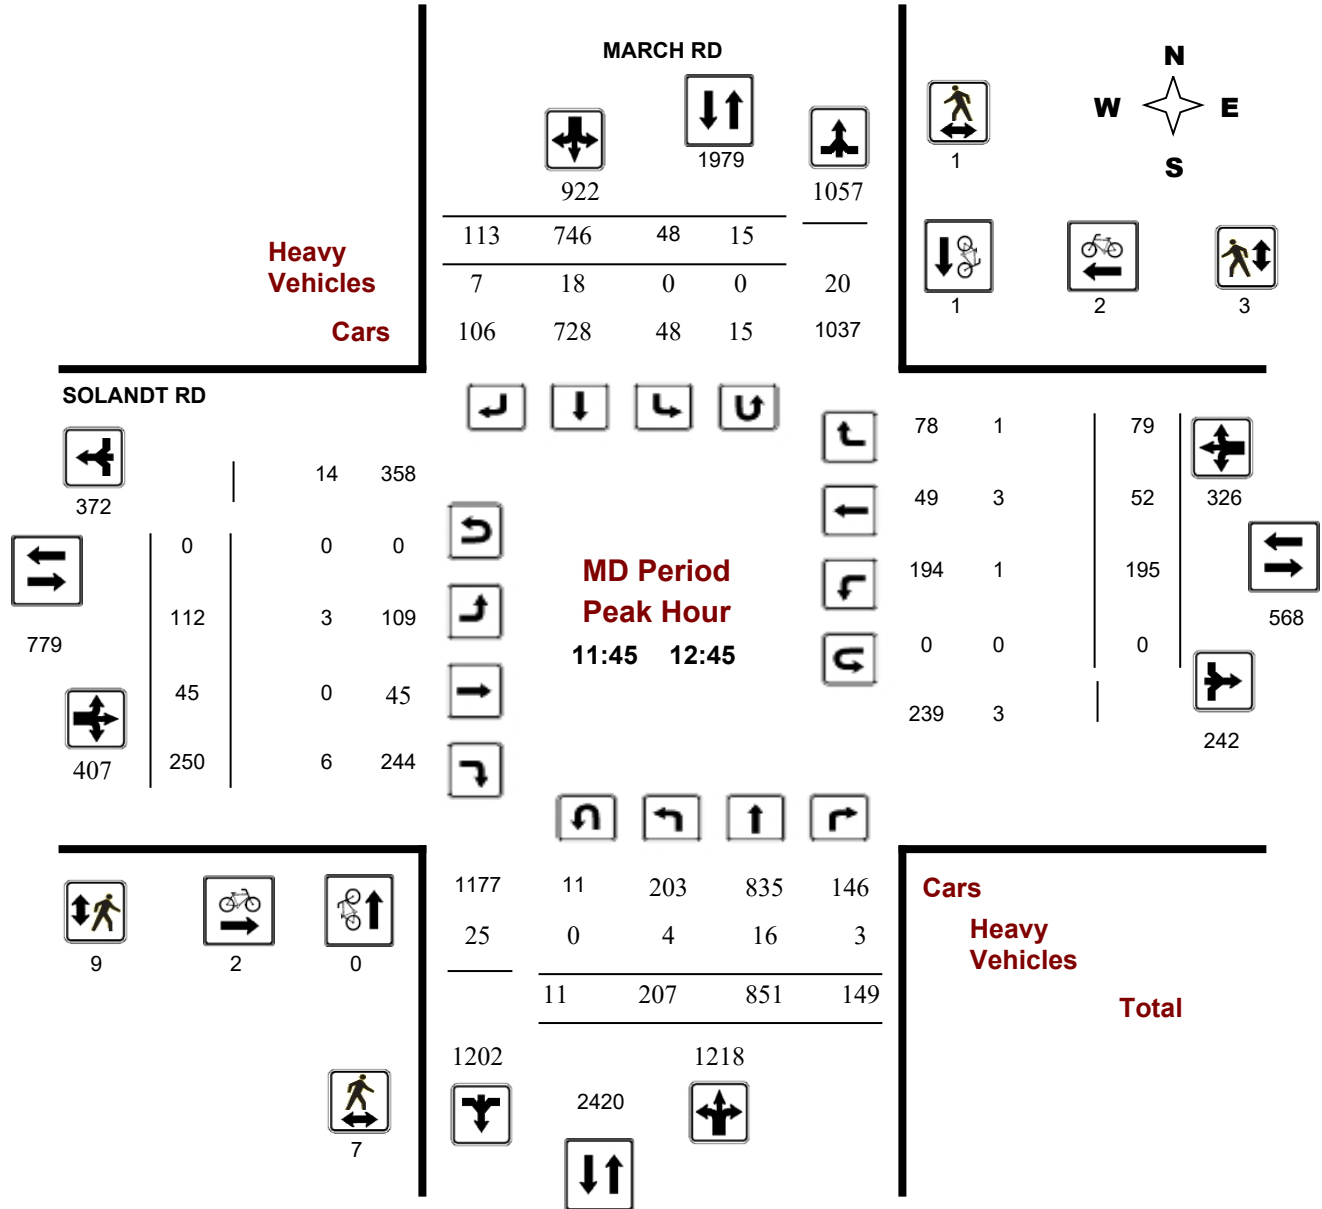 MARCH RD
N
W E
S
1979
1
922 1057
113 746 48 15
Heavy
Vehicles
7 18 0 0 20
1 2 3
Cars
106 728 48 15 1037
SOLANDT RD
78 1 79
14 358
372
49 3 52 326
0 0 0
MD Period
194 1 195
Peak Hour
112 3 109
568
779
11:45 12:45
0 0 0
45 0 45
239 3
242
407 250 6 244
1177 11 203 835 146
Cars
25 0 4 16 3
Heavy
Vehicles
9 2 0
11 207 851 149
Total
1202 1218
2420
7